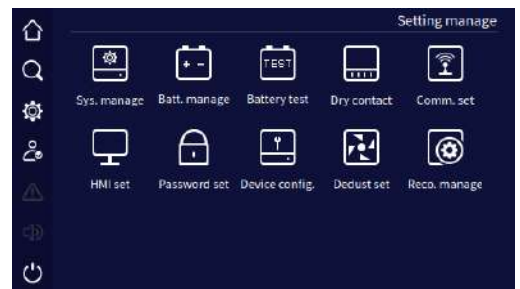 Setting manage
+ -
TEST
Sys. manage Batt. manage Battery test Dry contact Comm. set
HMI set Password set Device config. Dedust set Reco. manage